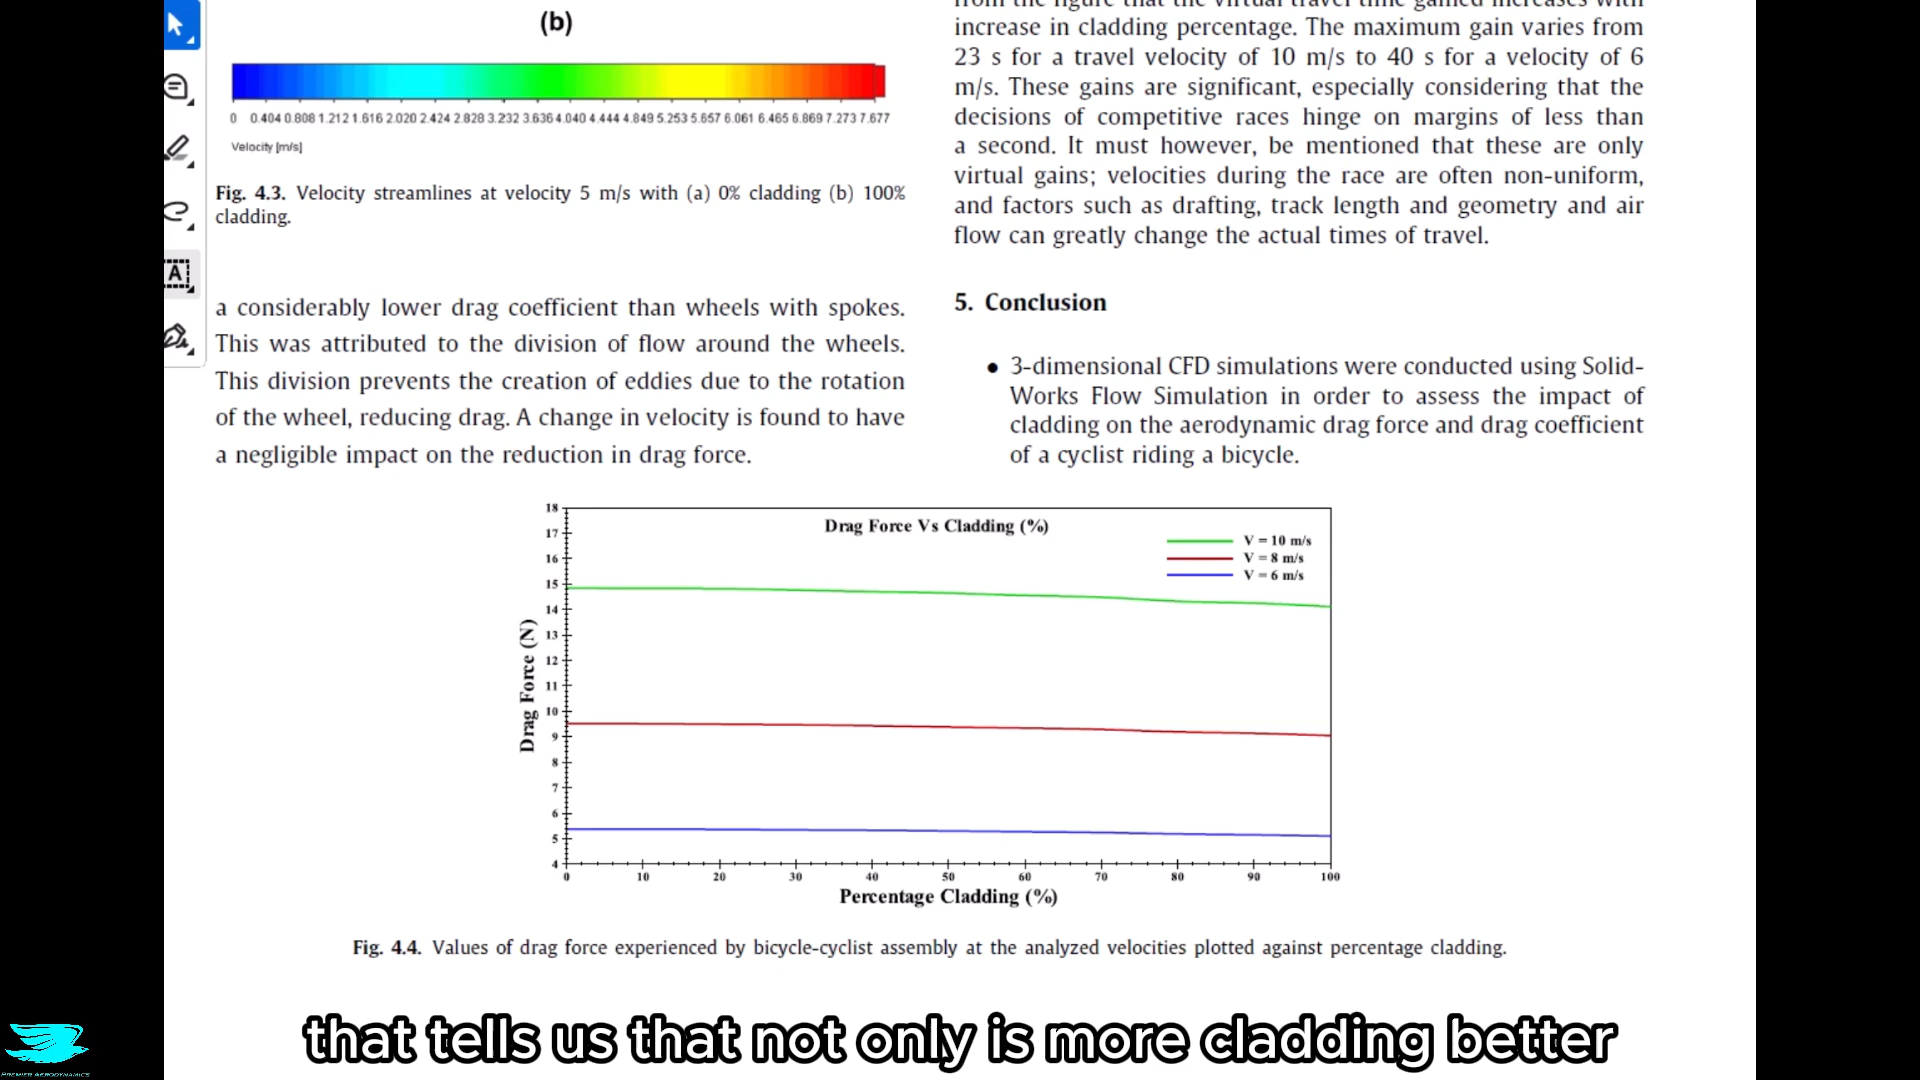 (b)
0 0.404 0.808 1.212 1.616 2.020 2.424 2.828 3.232 3.636 4.040 4.444 4.849 5.253 5.657 6.061 6.465 6.869 7.273 7.677
Velocity [m/s]
Fig. 4.3. Velocity streamlines at velocity 5 m/s with (a) 0% cladding (b) 100%
cladding.
a considerably lower drag coefficient than wheels with spokes.
This was attributed to the division of flow around the wheels.
This division prevents the creation of eddies due to the rotation
of the wheel, reducing drag. A change in velocity is found to have
a negligible impact on the reduction in drag force.
from the figure that the virtual travel time gained increases with
increase in cladding percentage. The maximum gain varies from
23 s for a travel velocity of 10 m/s to 40 s for a velocity of 6
m/s. These gains are significant, especially considering that the
decisions of competitive races hinge on margins of less than
a second. It must however, be mentioned that these are only
virtual gains; velocities during the race are often non-uniform,
and factors such as drafting, track length and geometry and air
flow can greatly change the actual times of travel.
5. Conclusion
• 3-dimensional CFD simulations were conducted using Solid-
Works Flow Simulation in order to assess the impact of
cladding on the aerodynamic drag force and drag coefficient
of a cyclist riding a bicycle.
Drag Force Vs Cladding (%)
V = 10 m/s
V = 8 m/s
V = 6 m/s
Drag Force (N)
18
17
16
15
14
13
12
11
10
9
8
7
6
5
4
0 10 20 30 40 50 60 70 80 90 100
Percentage Cladding (%)
Fig. 4.4. Values of drag force experienced by bicycle-cyclist assembly at the analyzed velocities plotted against percentage cladding.
that tells us that not only is more cladding better
PREMIER AERODYNAMICS